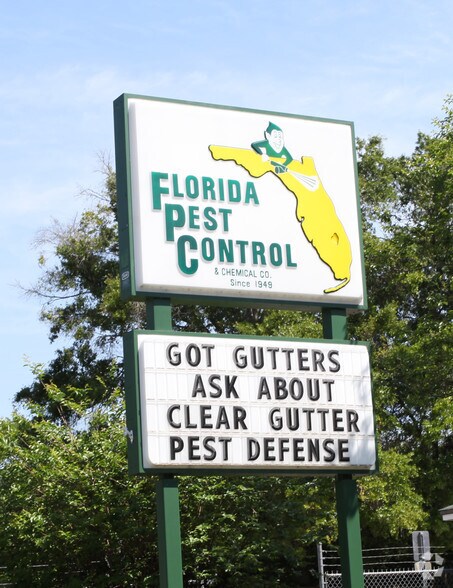 FLORIDA
PEST
CONTROL
& CHEMICAL CO.
Since 1949
GOT GUTTERS
ASK ABOUT
CLEAR GUTTER
PEST DEFENSE